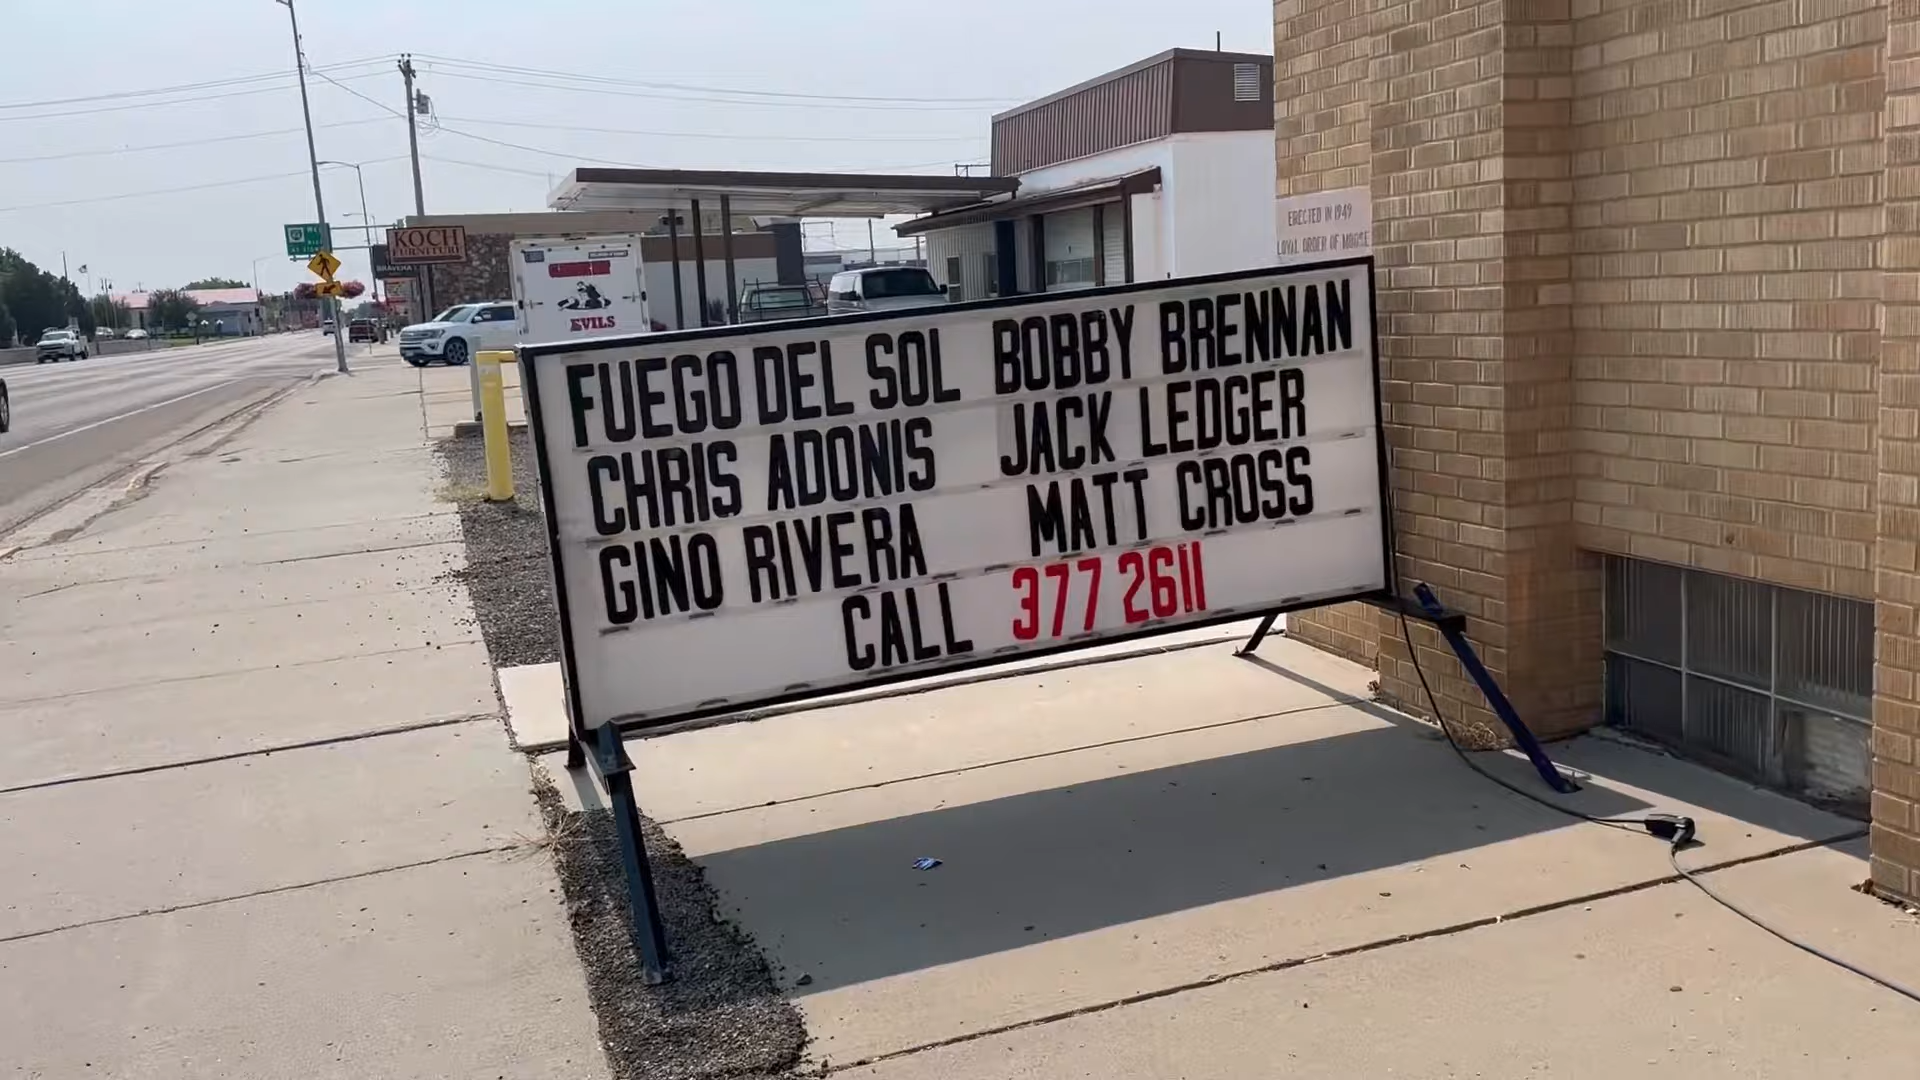 KOCH
FURNITURE
EVILS
ERECTED IN 1949
LOYAL ORDER OF MOOSE
FUEGO DEL SOL BOBBY BRENNAN
CHRIS ADONIS JACK LEDGER
GINO RIVERA MATT CROSS
CALL 377 2611